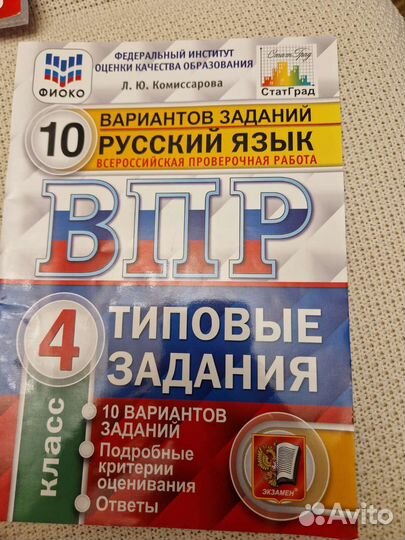 ФЕДЕРАЛЬНЫЙ ИНСТИТУТ
ОЦЕНКИ КАЧЕСТВА ОБРАЗОВАНИЯ
Л. Ю. Комиссарова
ФИОКО
СтатГрад
СтатГрад
10
ВАРИАНТОВ ЗАДАНИЙ
РУССКИЙ ЯЗЫК
ВСЕРОССИЙСКАЯ ПРОВЕРОЧНАЯ РАБОТА
ВПР
4
класс
ТИПОВЫЕ
ЗАДАНИЯ
10 ВАРИАНТОВ
ЗАДАНИЙ
Подробные
критерии
оценивания
Ответы
ЭКЗАМЕН
Avito